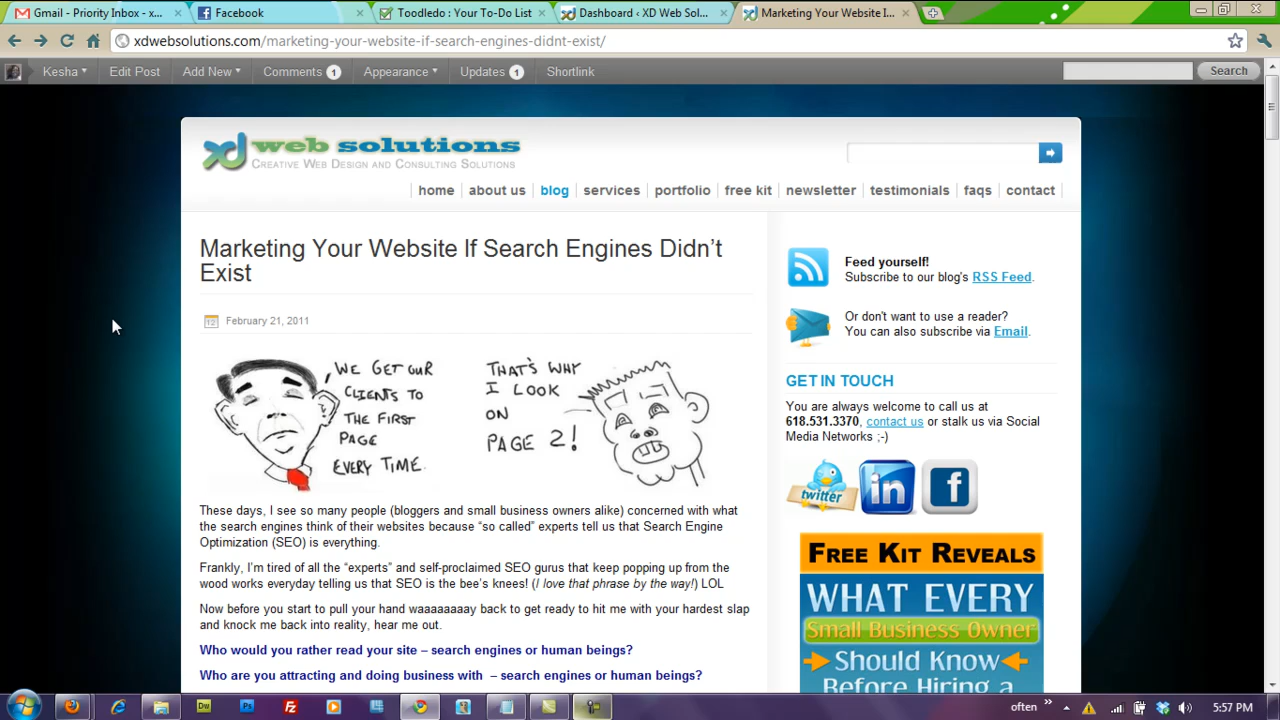 Gmail - Priority Inbox - x...
Facebook
Toodledo : Your To-Do List
Dashboard ‹ XD Web Sol...
Marketing Your Website I...
xdwebsolutions.com/marketing-your-website-if-search-engines-didnt-exist/
Kesha
Edit Post
Add New
Comments 1
Appearance
Updates 1
Shortlink
Search
xd web solutions
Creative Web Design and Consulting Solutions
home
about us
blog
services
portfolio
free kit
newsletter
testimonials
faqs
contact
Marketing Your Website If Search Engines Didn't
Exist
12
February 21, 2011
WE GET OUR
CLIENTS TO
THE FIRST
PAGE
EVERY TIME.
THAT'S WHY
I LOOK
ON
PAGE 2!
These days, I see so many people (bloggers and small business owners alike) concerned with what
the search engines think of their websites because “so called” experts tell us that Search Engine
Optimization (SEO) is everything.
Frankly, I'm tired of all the “experts” and self-proclaimed SEO gurus that keep popping up from the
wood works everyday telling us that SEO is the bee's knees! (I love that phrase by the way!) LOL
Now before you start to pull your hand waaaaaaaay back to get ready to hit me with your hardest slap
and knock me back into reality, hear me out.
Who would you rather read your site – search engines or human beings?
Who are you attracting and doing business with – search engines or human beings?
Feed yourself!
Subscribe to our blog's RSS Feed.
Or don't want to use a reader?
You can also subscribe via Email.
GET IN TOUCH
You are always welcome to call us at
618.531.3370, contact us or stalk us via Social
Media Networks ;-)
twitter
in
f
Free Kit Reveals
WHAT EVERY
Small Business Owner
Should Know
Before Hiring a
Dw
Ps
often
5:57 PM